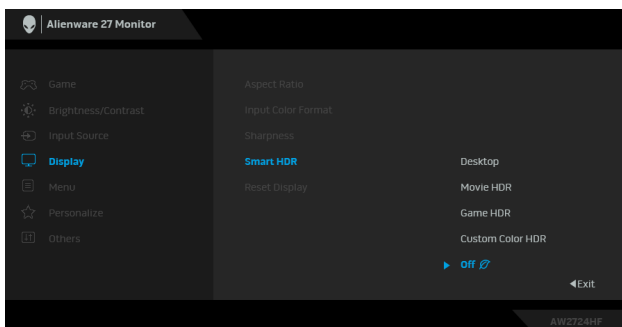 Alienware 27 Monitor
Game
Aspect Ratio
Brightness/Contrast
Input Color Format
Input Source
Sharpness
Display
Smart HDR
Desktop
Menu
Reset Display
Movie HDR
Personalize
Game HDR
Others
Custom Color HDR
Off
Exit
AW2724HF